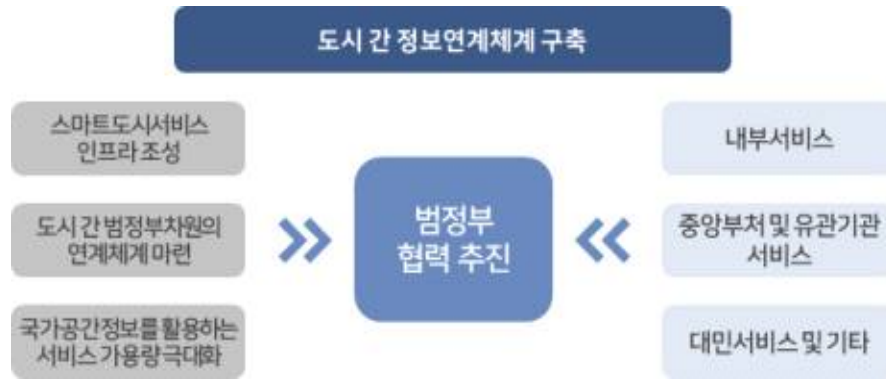 도시 간 정보연계체계 구축
스마트도시서비스
인프라 조성
도시 간 범정부차원의
연계체계 마련
국가공간정보를 활용하는
서비스 가용량 극대화
범정부
협력 추진
내부서비스
중앙부처 및 유관기관
서비스
대민서비스 및 기타